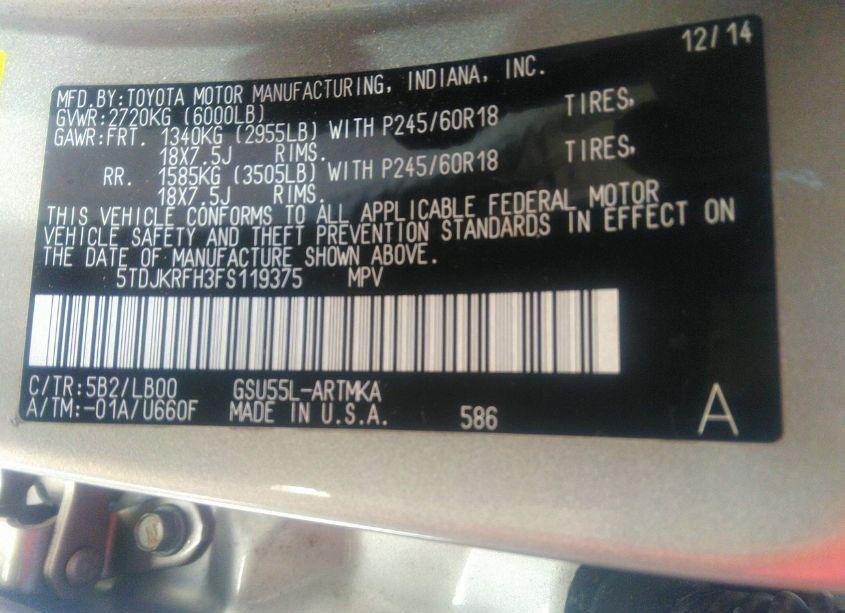 12/14
MFD.BY:TOYOTA MOTOR MANUFACTURING, INDIANA, INC.
GVWR:2720KG (6000LB)
GAWR:FRT. 1340KG (2955LB) WITH P245/60R18 TIRES,
18X7.5J RIMS.
RR. 1585KG (3505LB) WITH P245/60R18 TIRES,
18X7.5J RIMS.
THIS VEHICLE CONFORMS TO ALL APPLICABLE FEDERAL MOTOR
VEHICLE SAFETY AND THEFT PREVENTION STANDARDS IN EFFECT ON
THE DATE OF MANUFACTURE SHOWN ABOVE.
5TDJKRFH3FS119375 MPV
C/TR:5B2/LB00 GSU55L-ARTMKA
A/TM:-01A/U660F MADE IN U.S.A. 586 A